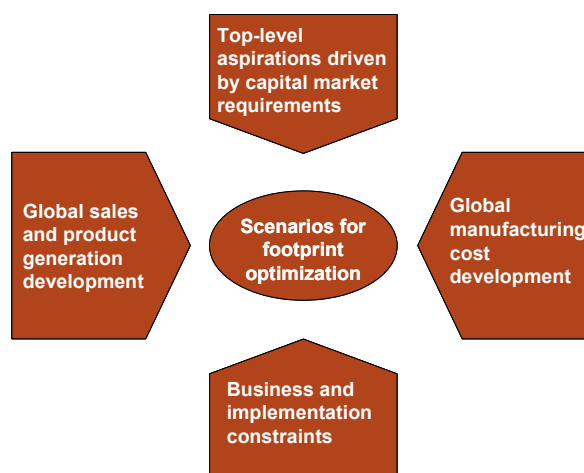 Top-level
aspirations driven
by capital market
requirements
Global sales
and product
generation
development
Scenarios for
footprint
optimization
Global
manufacturing
cost
development
Business and
implementation
constraints